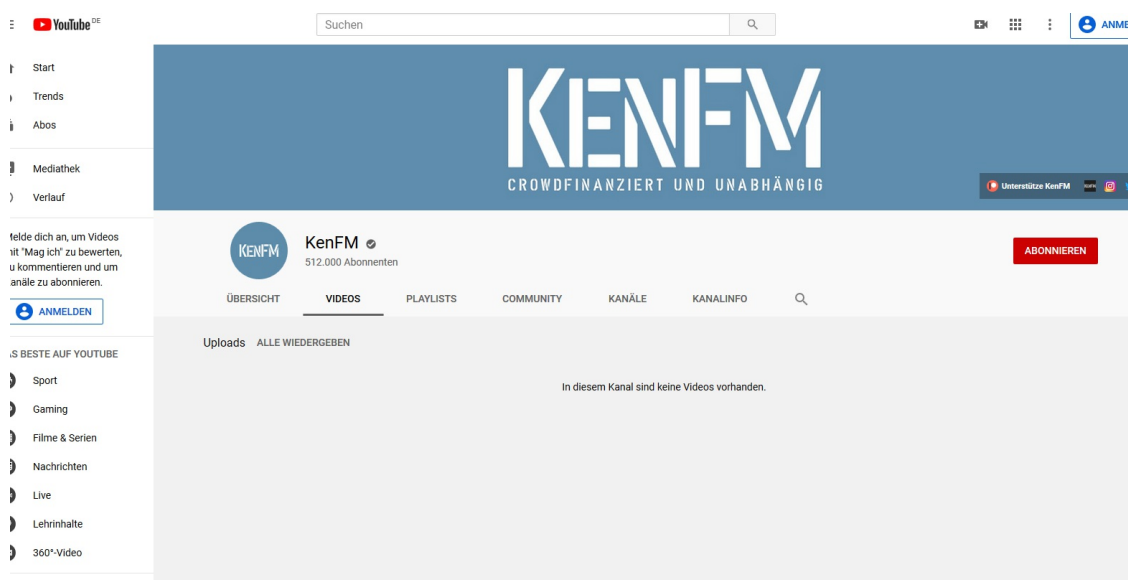 YouTube DE
Suchen
ANME
Start
Trends
Abos
Mediathek
Verlauf
Melde dich an, um Videos
mit "Mag ich" zu bewerten,
zu kommentieren und um
Kanäle zu abonnieren.
ANMELDEN
AS BESTE AUF YOUTUBE
Sport
Gaming
Filme & Serien
Nachrichten
Live
Lehrinhalte
360°-Video
KENFM
CROWDFINANZIERT UND UNABHÄNGIG
Unterstütze KenFM
KENFM
KenFM
512.000 Abonnenten
ABONNIEREN
ÜBERSICHT VIDEOS PLAYLISTS COMMUNITY KANÄLE KANALINFO
Uploads ALLE WIEDERGEBEN
In diesem Kanal sind keine Videos vorhanden.